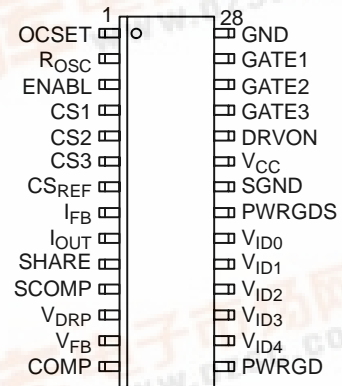 1 28
OCSET GND
ROSC GATE1
ENABL GATE2
CS1 GATE3
CS2 DRVON
CS3 VCC
CSREF SGND
IFB PWRGDS
IOUT VID0
SHARE VID1
SCOMP VID2
VDRP VID3
VFB VID4
COMP PWRGD